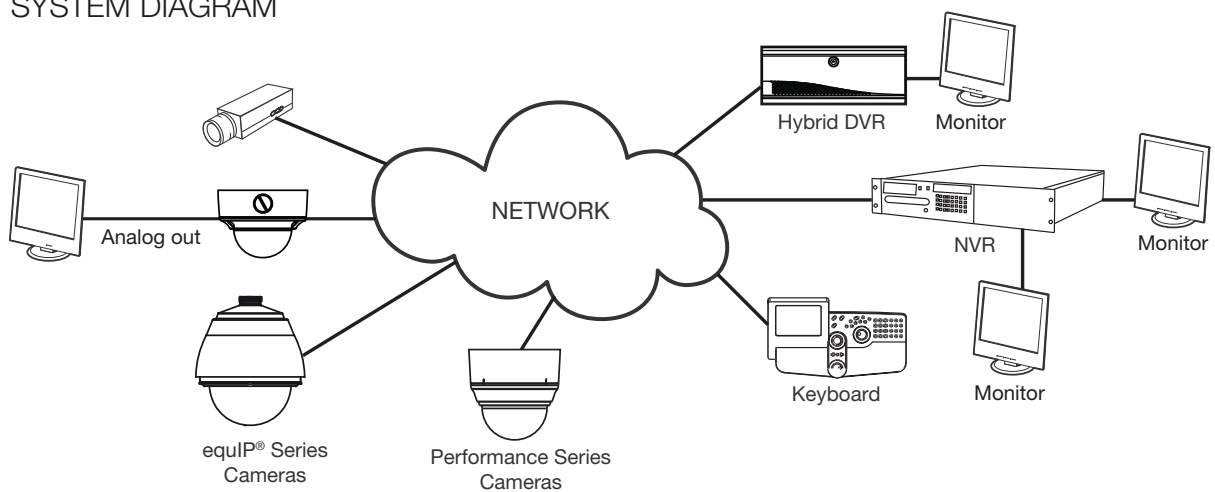 SYSTEM DIAGRAM
Hybrid DVR
Monitor
NETWORK
Analog out
NVR
Monitor
Keyboard
Monitor
equIP® Series
Cameras
Performance Series
Cameras